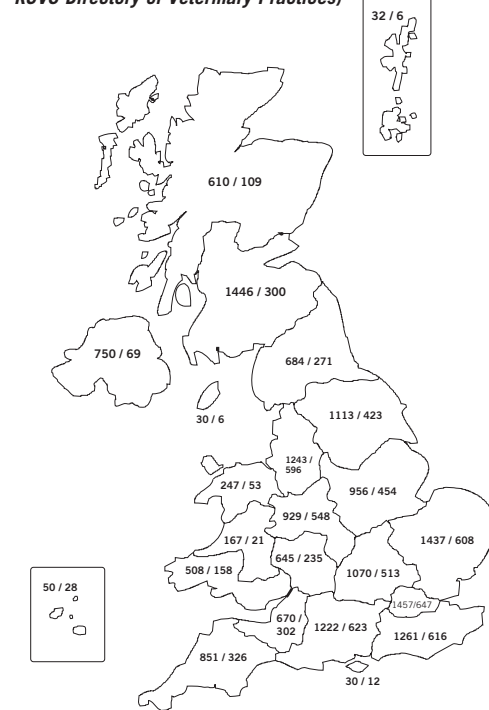 RCVS Directory of Veterinary Practices)
32 / 6
610 / 109
1446 / 300
750 / 69
684 / 271
30 / 6
1113 / 423
1243 /
596
247 / 53
956 / 454
929 / 548
167 / 21
1437 / 608
508 / 158
645 / 235
1070 / 513
50 / 28
1457/647
670 /
302
1222 / 623
1261 / 616
851 / 326
30 / 12